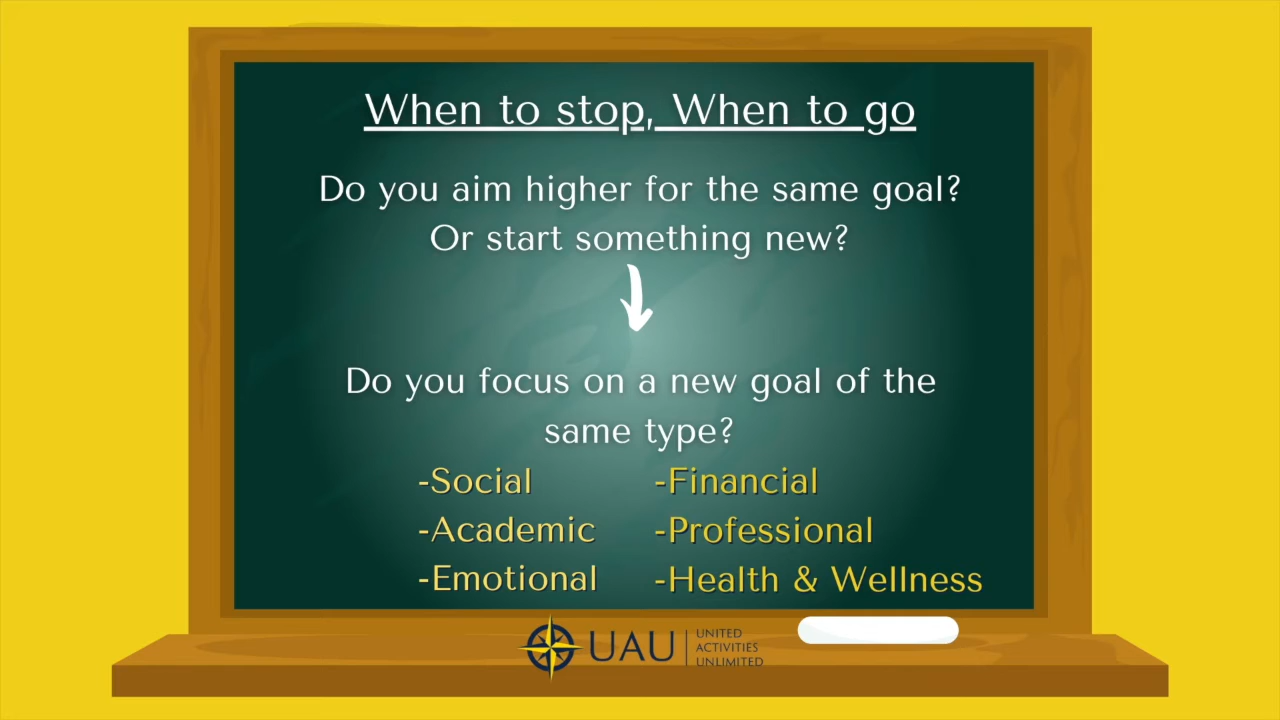 When to stop, When to go
Do you aim higher for the same goal?
Or start something new?
Do you focus on a new goal of the
same type?
-Social
-Academic
-Emotional
-Financial
-Professional
-Health & Wellness
UAU
UNITED
ACTIVITIES
UNLIMITED